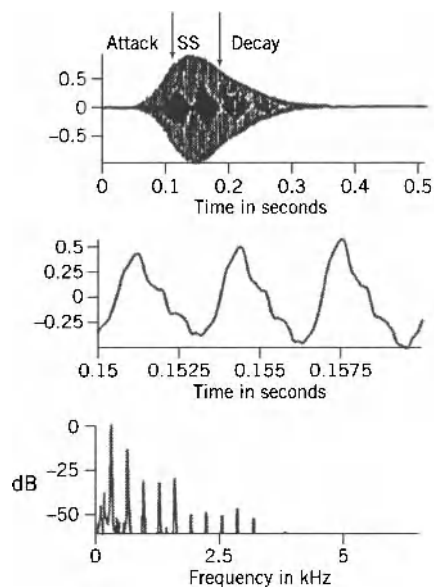 Attack SS Decay
0.5
0
−0.5
0 0.1 0.2 0.3 0.4 0.5
Time in seconds
0.5
0.25
0
−0.25
0.15 0.1525 0.155 0.1575
Time in seconds
0
−25
−50
dB
0 2.5 5
Frequency in kHz